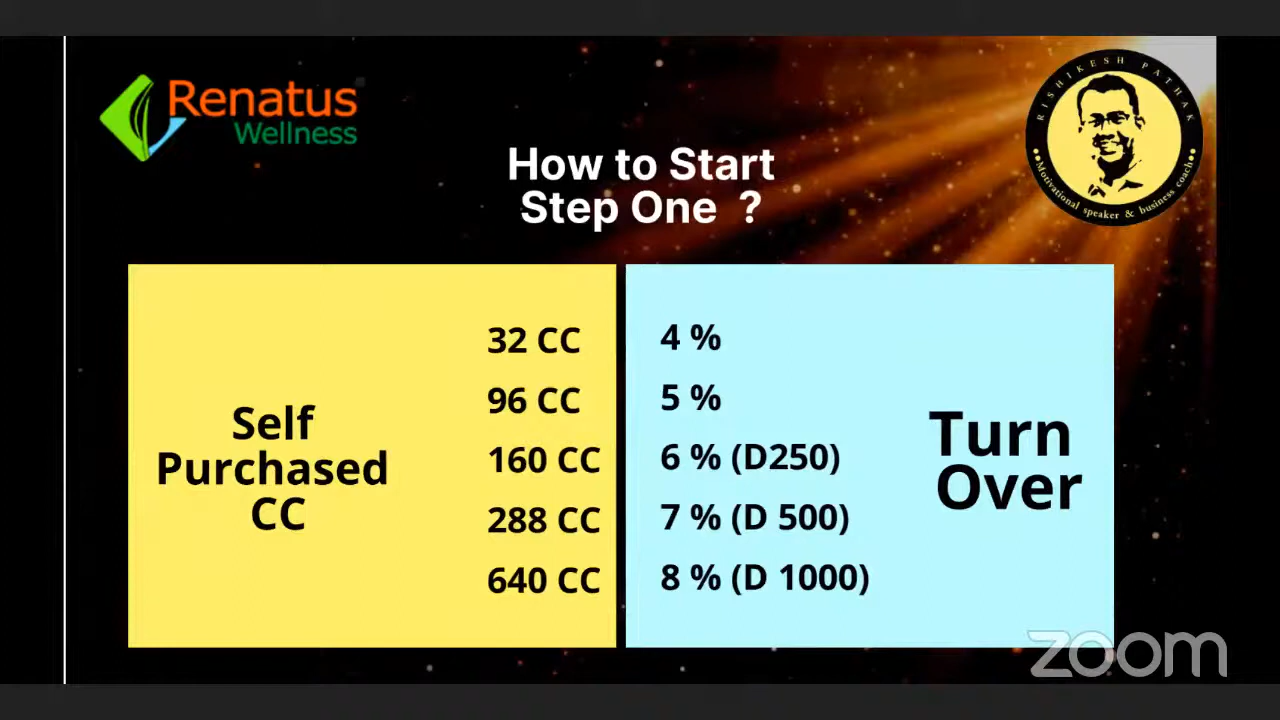 Renatus
Wellness
RISHIKESH PATHAK
Motivational speaker & business coach
How to Start
Step One ?
Self
Purchased
CC
32 CC
96 CC
160 CC
288 CC
640 CC
4 %
5 %
6 % (D250)
7 % (D 500)
8 % (D 1000)
Turn
Over
zoom